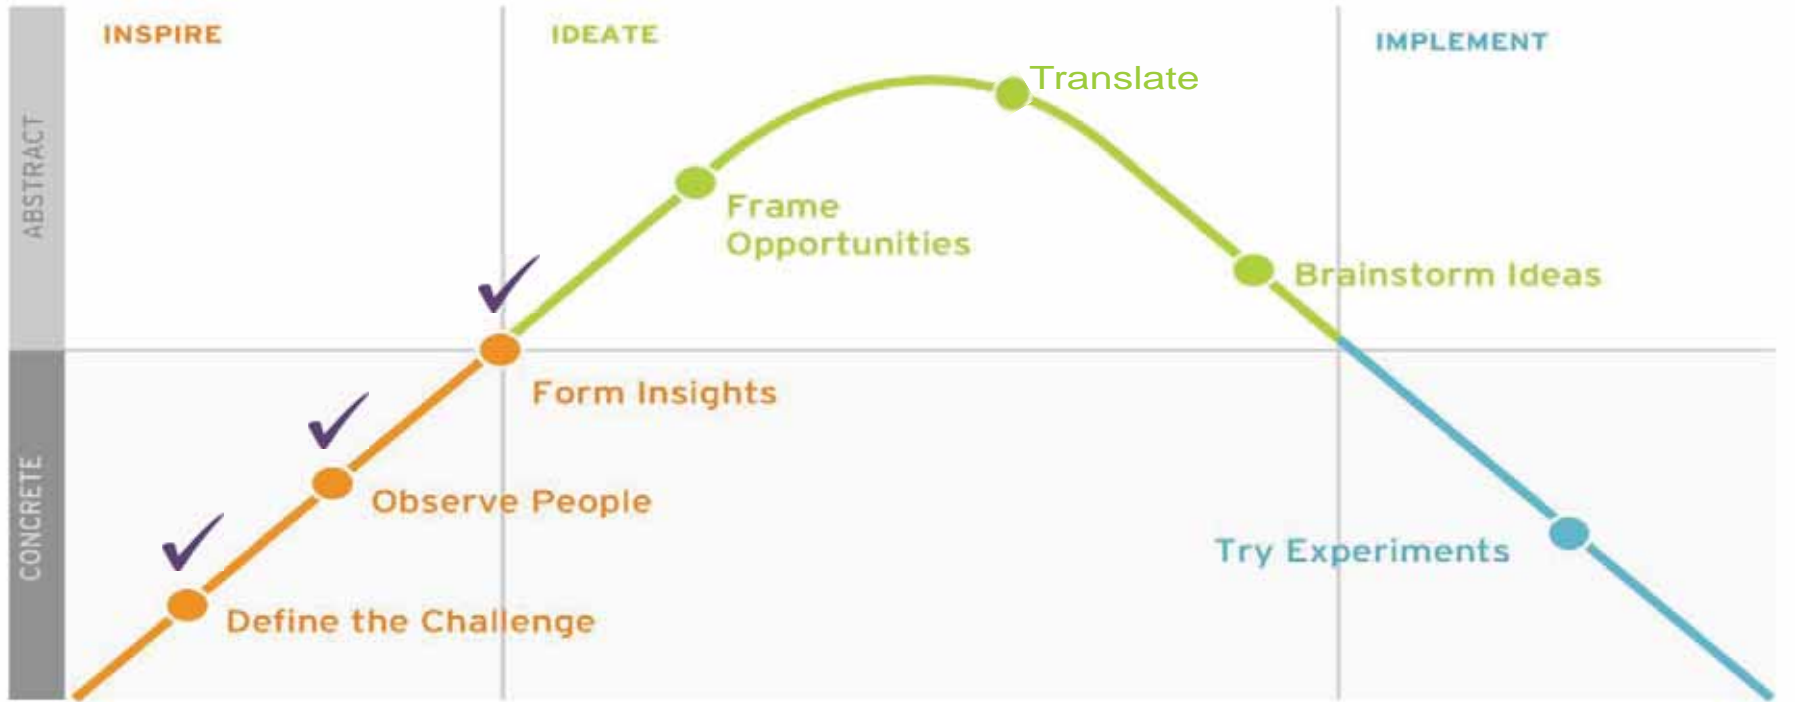 INSPIRE
IDEATE
IMPLEMENT
ABSTRACT
CONCRETE
Translate
Frame
Opportunities
Brainstorm Ideas
Form Insights
Observe People
Define the Challenge
Try Experiments